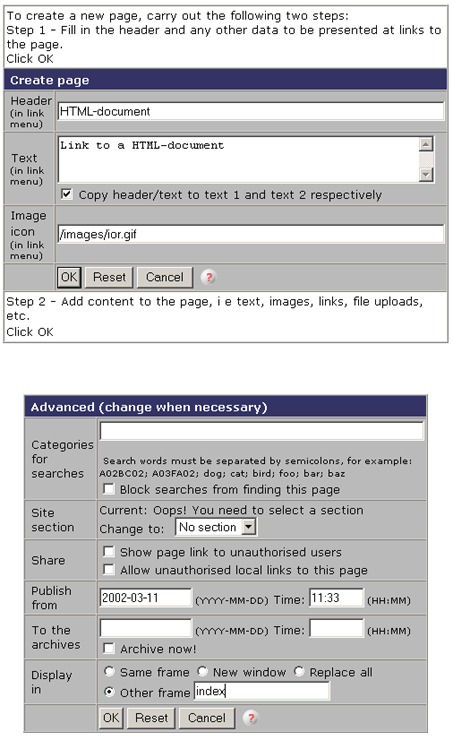 To create a new page, carry out the following two steps:
Step 1 - Fill in the header and any other data to be presented at links to
the page.
Click OK
Create page
Header
(in link
menu)
HTML-document
Text
(in link
menu)
Link to a HTML-document
Copy header/text to text 1 and text 2 respectively
Image
icon
(in link
menu)
/images/ior.gif
OK Reset Cancel ?
Step 2 - Add content to the page, i e text, images, links, file uploads,
etc.
Click OK
Advanced (change when necessary)
Categories
for
searches
Search words must be separated by semicolons, for example:
A02BC02; A03FA02; dog; cat; bird; foo; bar; baz
Block searches from finding this page
Site
section
Current: Oops! You need to select a section
Change to: No section
Share
Show page link to unauthorised users
Allow unauthorised local links to this page
Publish
from
2002-03-11 (YYYY-MM-DD) Time: 11:33 (HH:MM)
To the
archives
(YYYY-MM-DD) Time: (HH:MM)
Archive now!
Display
in
Same frame New window Replace all
Other frame index
OK Reset Cancel ?